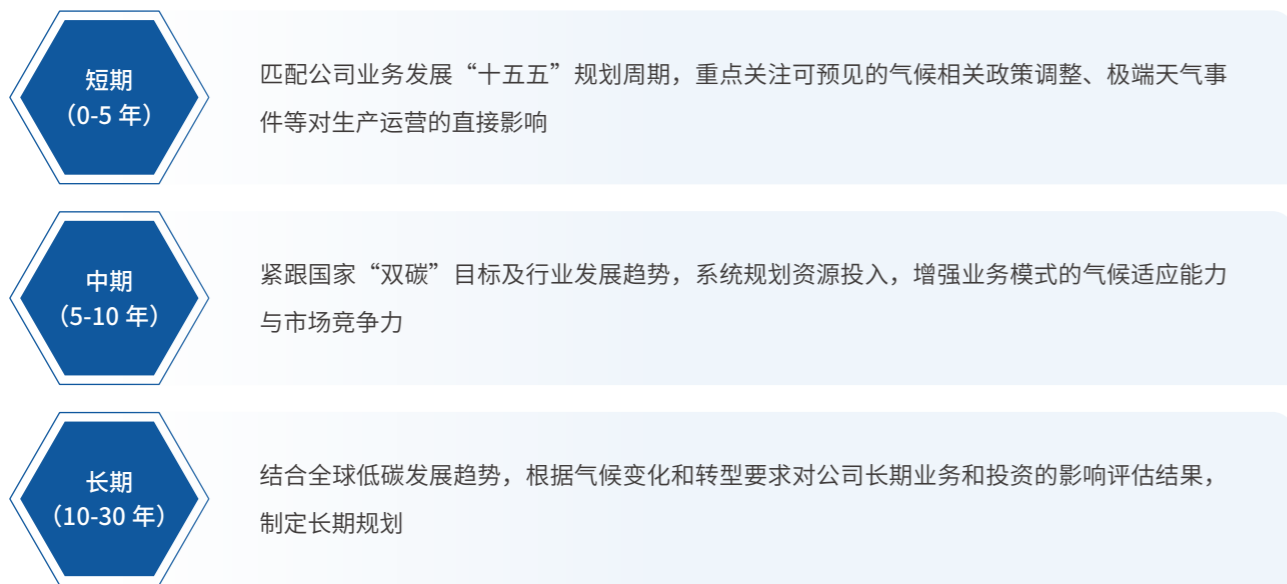 短期
（0-5 年）
匹配公司业务发展“十五五”规划周期，重点关注可预见的气候相关政策调整、极端天气事
件等对生产运营的直接影响
中期
（5-10 年）
紧跟国家“双碳”目标及行业发展趋势，系统规划资源投入，增强业务模式的气候适应能力
与市场竞争力
长期
（10-30 年）
结合全球低碳发展趋势，根据气候变化和转型要求对公司长期业务和投资的影响评估结果，
制定长期规划